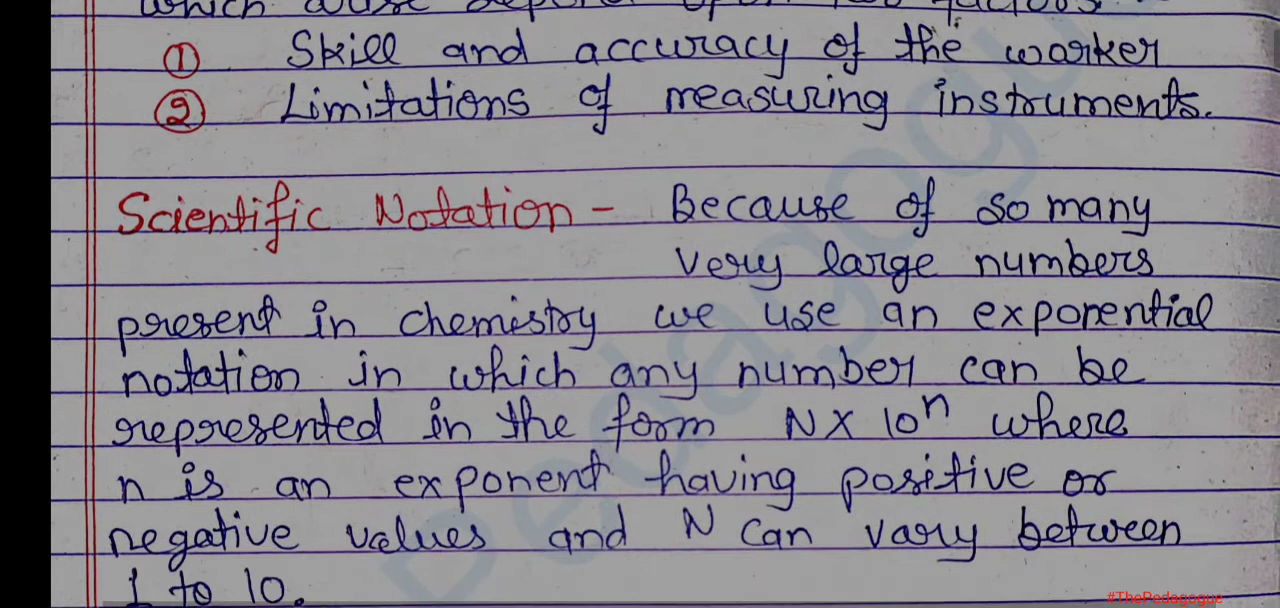 ① Skill and accuracy of the worker
② Limitations of measuring instruments.
Scientific Notation - Because of so many
very large numbers
present in chemistry we use an exponential
notation in which any number can be
represented in the form N X 10ⁿ where
n is an exponent having positive or
negative values and N can vary between
1 to 10.
#ThePedagogue